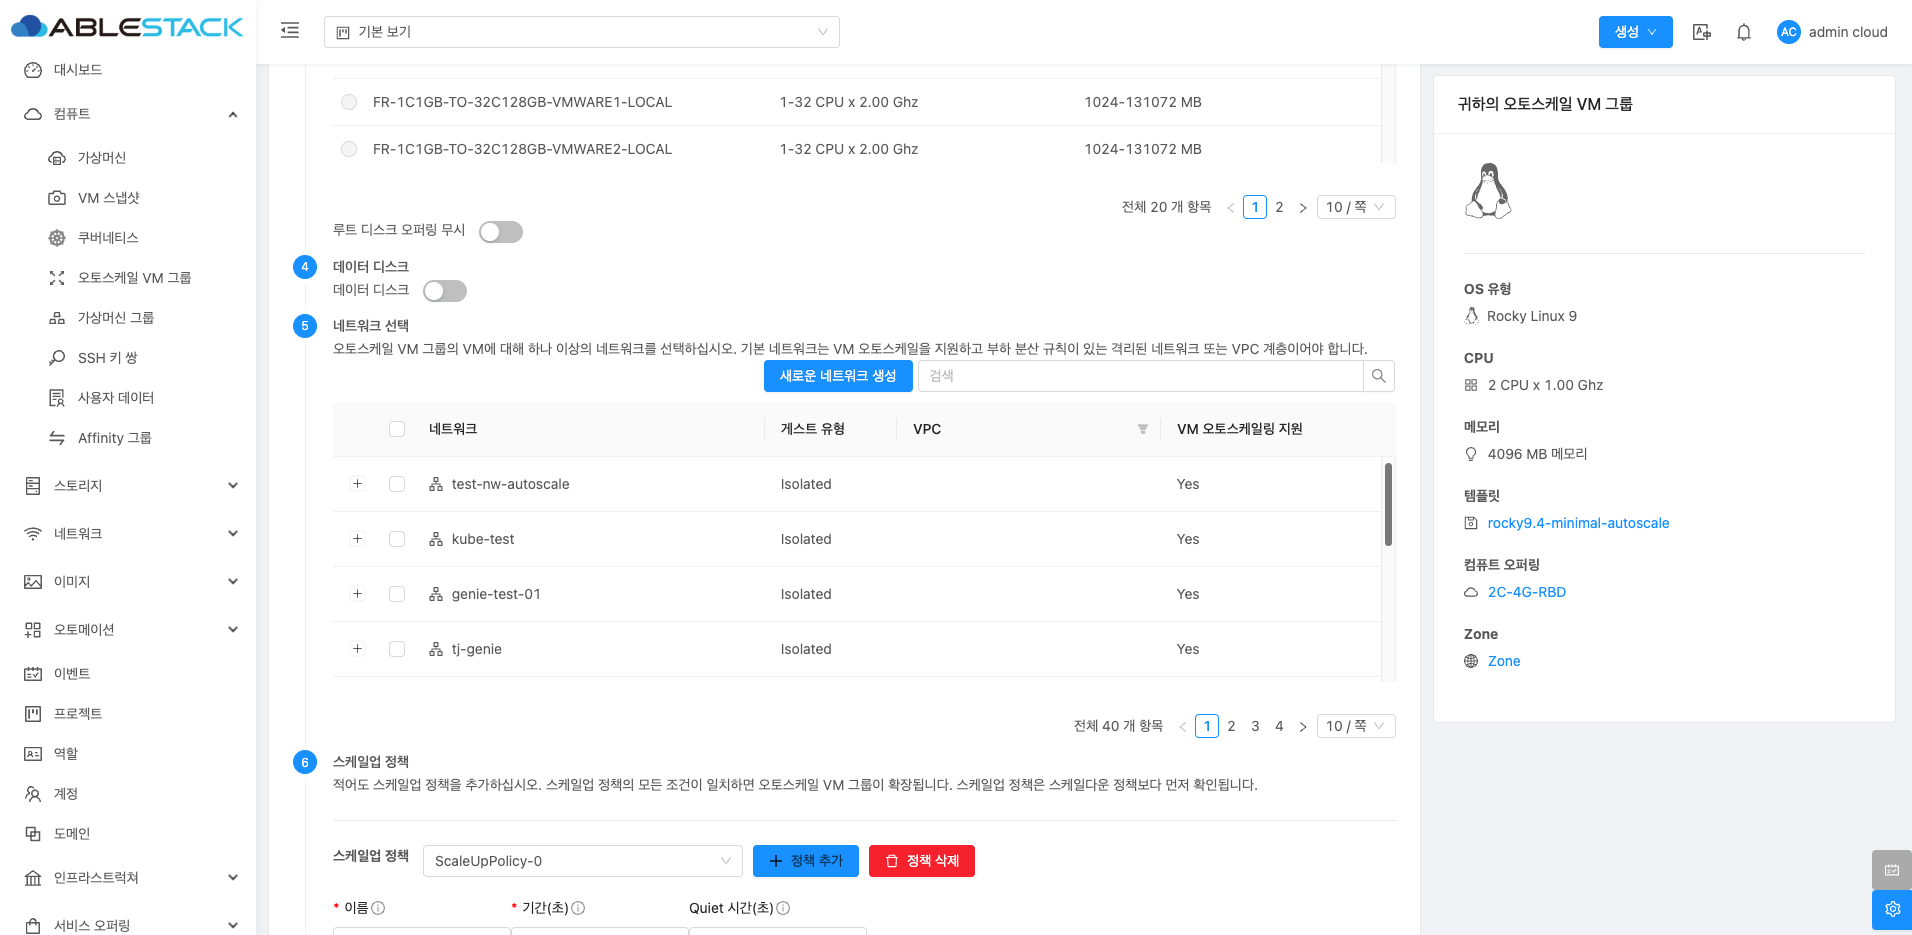 ABLESTACK
기본 보기
생성
AC
admin cloud
대시보드
컴퓨트
가상머신
VM 스냅샷
쿠버네티스
오토스케일 VM 그룹
가상머신 그룹
SSH 키 쌍
사용자 데이터
Affinity 그룹
스토리지
네트워크
이미지
오토메이션
이벤트
프로젝트
역할
계정
도메인
인프라스트럭쳐
서비스 오퍼링
FR-1C1GB-TO-32C128GB-VMWARE1-LOCAL 1-32 CPU x 2.00 Ghz 1024-131072 MB
FR-1C1GB-TO-32C128GB-VMWARE2-LOCAL 1-32 CPU x 2.00 Ghz 1024-131072 MB
전체 20 개 항목 < 1 2 > 10 / 쪽
루트 디스크 오퍼링 무시
4 데이터 디스크
데이터 디스크
5 네트워크 선택
오토스케일 VM 그룹의 VM에 대해 하나 이상의 네트워크를 선택하십시오. 기본 네트워크는 VM 오토스케일을 지원하고 부하 분산 규칙이 있는 격리된 네트워크 또는 VPC 계층이어야 합니다.
새로운 네트워크 생성 검색
네트워크 게스트 유형 VPC VM 오토스케일링 지원
+ test-nw-autoscale Isolated Yes
+ kube-test Isolated Yes
+ genie-test-01 Isolated Yes
+ tj-genie Isolated Yes
전체 40 개 항목 < 1 2 3 4 > 10 / 쪽
6 스케일업 정책
적어도 스케일업 정책을 추가하십시오. 스케일업 정책의 모든 조건이 일치하면 오토스케일 VM 그룹이 확장됩니다. 스케일업 정책은 스케일다운 정책보다 먼저 확인됩니다.
스케일업 정책 ScaleUpPolicy-0 + 정책 추가 정책 삭제
* 이름 * 기간(초) Quiet 시간(초)
귀하의 오토스케일 VM 그룹
OS 유형
Rocky Linux 9
CPU
2 CPU x 1.00 Ghz
메모리
4096 MB 메모리
템플릿
rocky9.4-minimal-autoscale
컴퓨트 오퍼링
2C-4G-RBD
Zone
Zone